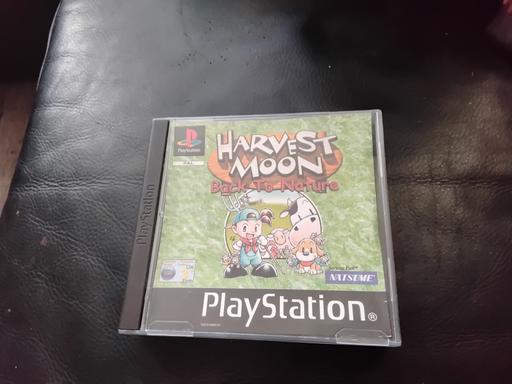 PlayStation
PlayStation
PAL
HARVEST
MOON
Back To Nature
NATSUME
PlayStation®